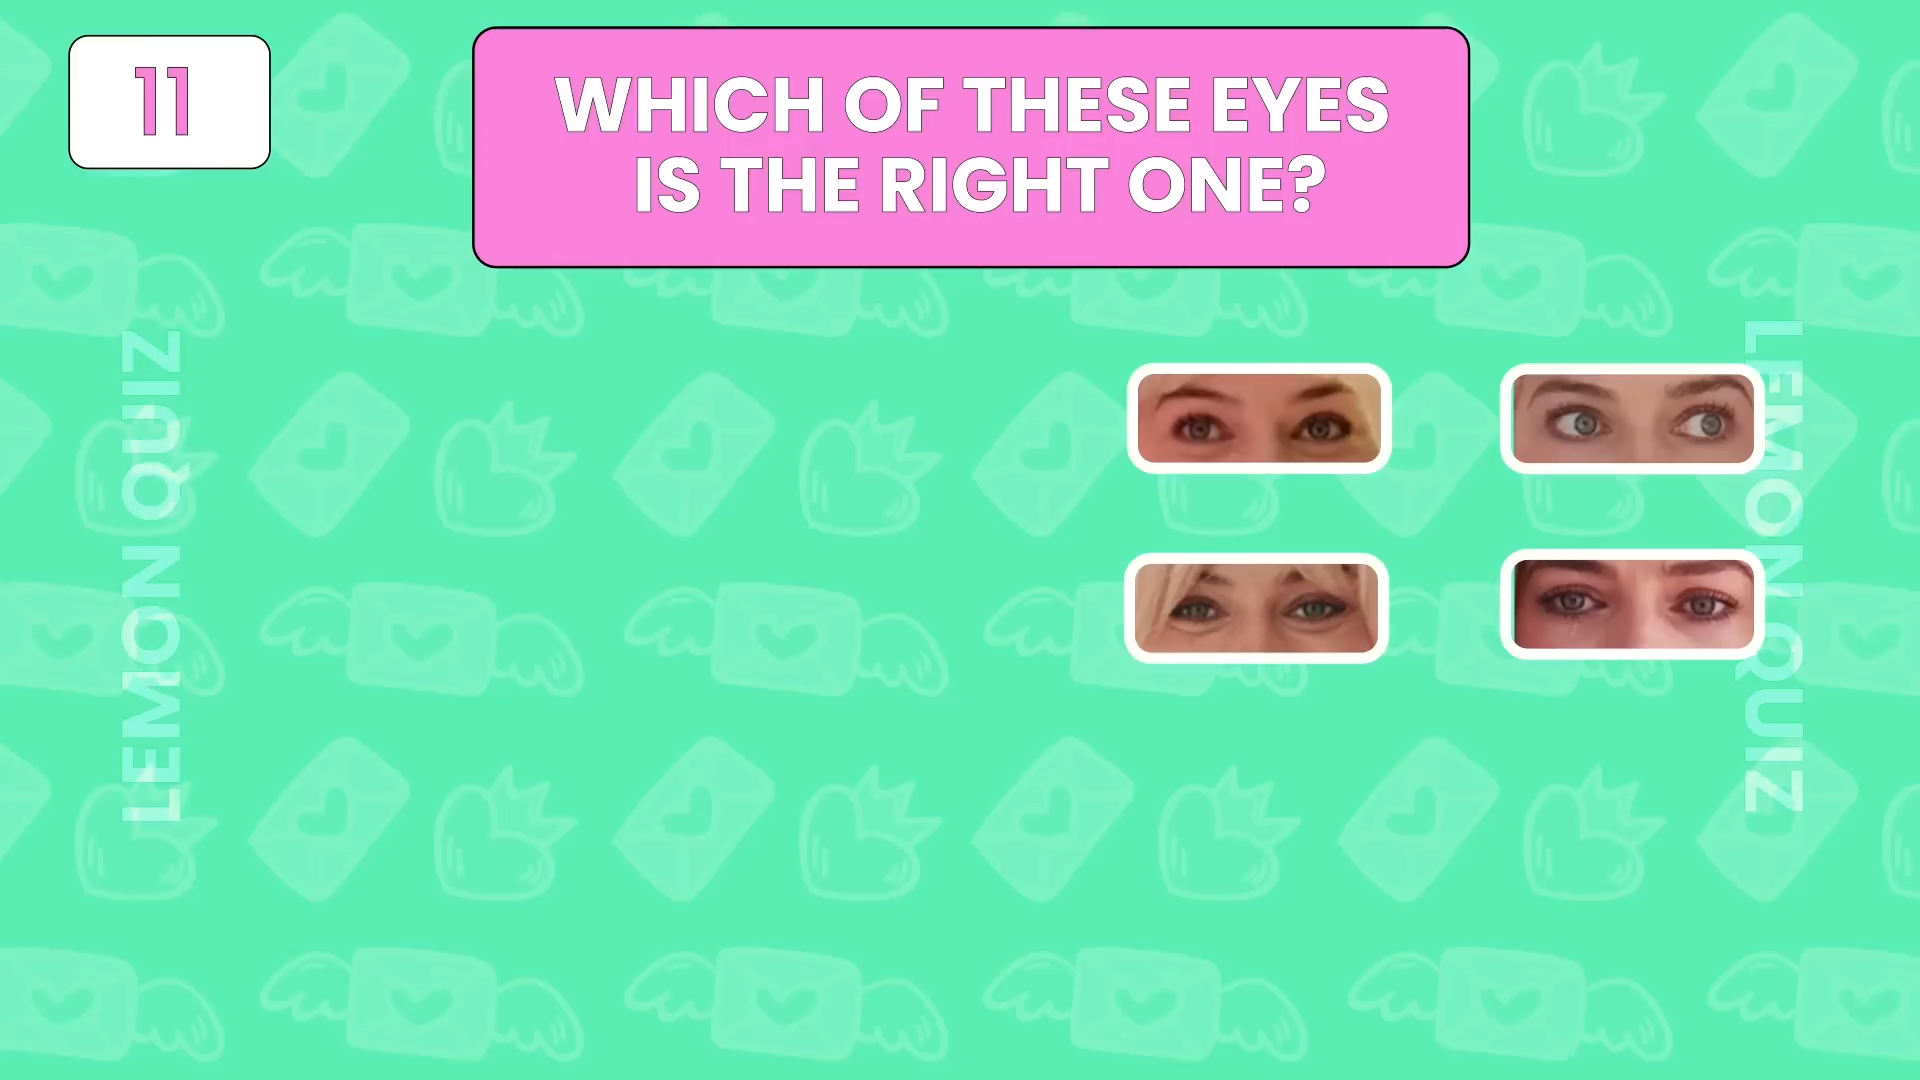 11
WHICH OF THESE EYES
IS THE RIGHT ONE?
LEMON QUIZ
LEMON QUIZ